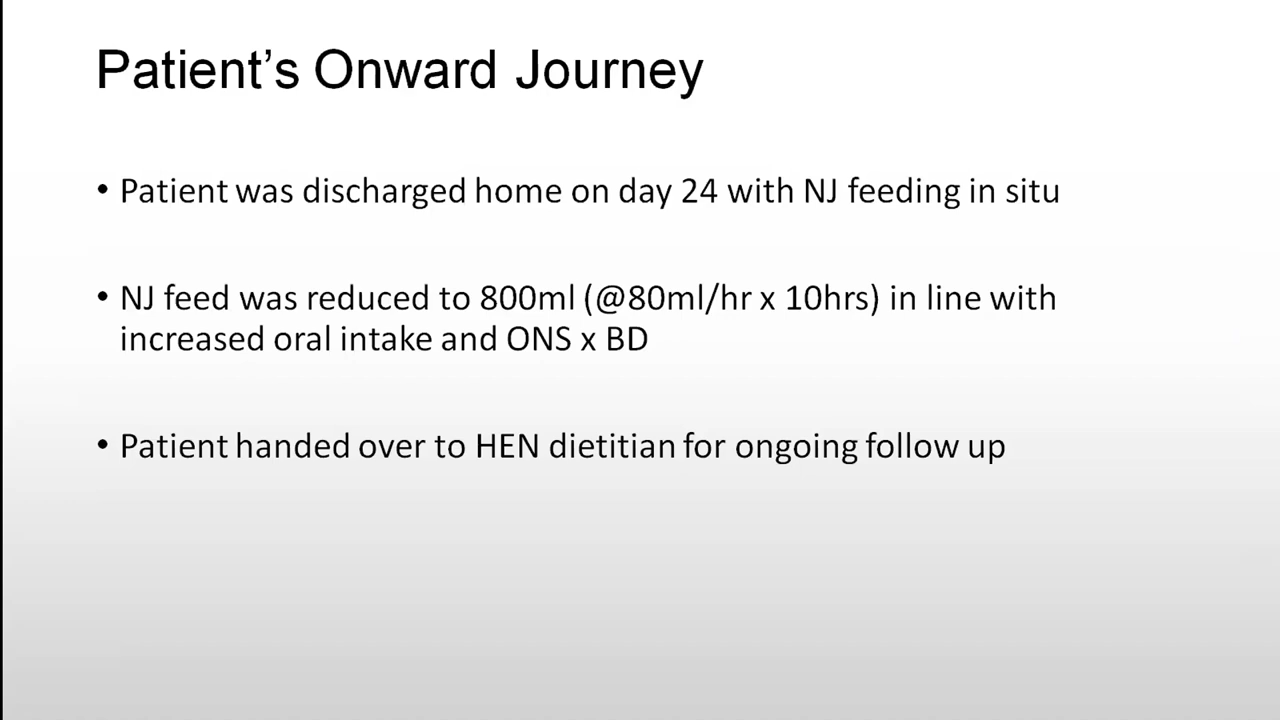 Patient’s Onward Journey
• Patient was discharged home on day 24 with NJ feeding in situ
• NJ feed was reduced to 800ml (@80ml/hr x 10hrs) in line with
increased oral intake and ONS x BD
• Patient handed over to HEN dietitian for ongoing follow up